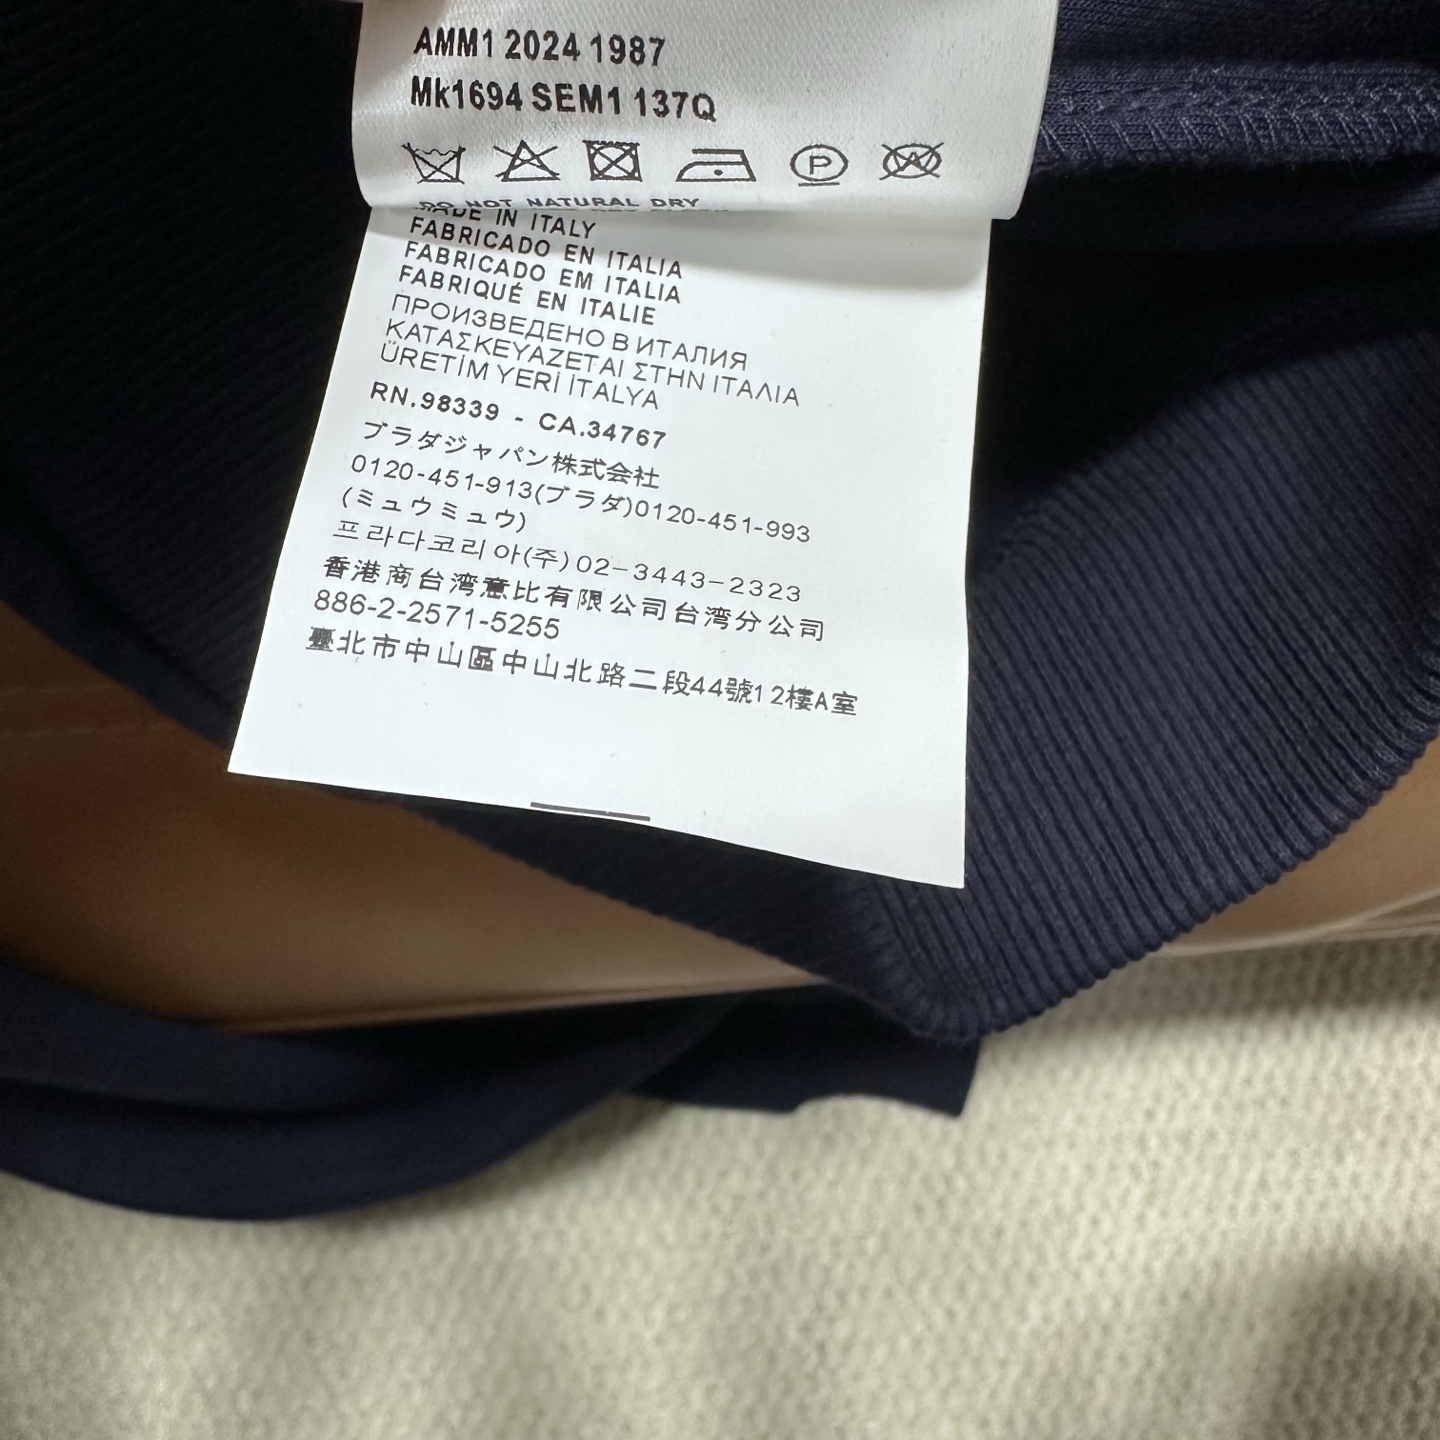 AMM1 2024 1987
Mk1694 SEM1 137Q
P
W
DO NOT NATURAL DRY
MADE IN ITALY
FABRICADO EN ITALIA
FABRICADO EM ITALIA
FABRIQUÉ EN ITALIE
ПРОИЗВЕДЕНО В ИТАЛИЯ
ΚΑΤΑΣΚΕΥΑΖΕΤΑΙ ΣΤΗΝ ΙΤΑΛΙΑ
ÜRETİM YERİ İTALYA
RN.98339 - CA.34767
プラダジャパン株式会社
0120-451-913(プラダ)0120-451-993
(ミュウミュウ)
프라다코리아(주)02-3443-2323
香港商台湾意比有限公司台湾分公司
886-2-2571-5255
臺北市中山區中山北路二段44號12樓A室